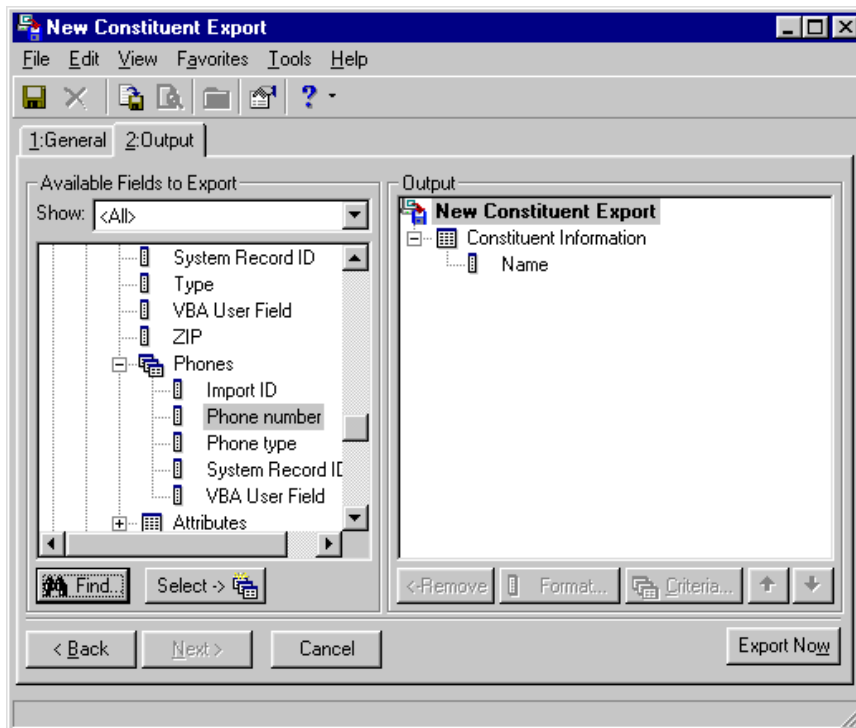 New Constituent Export
File Edit View Favorites Tools Help
?
1:General 2:Output
Available Fields to Export
Show: <All>
System Record ID
Type
VBA User Field
ZIP
Phones
Import ID
Phone number
Phone type
System Record ID
VBA User Field
Attributes
Find...
Select ->
Output
New Constituent Export
Constituent Information
Name
<-Remove
Format...
Criteria...
< Back
Next >
Cancel
Export Now